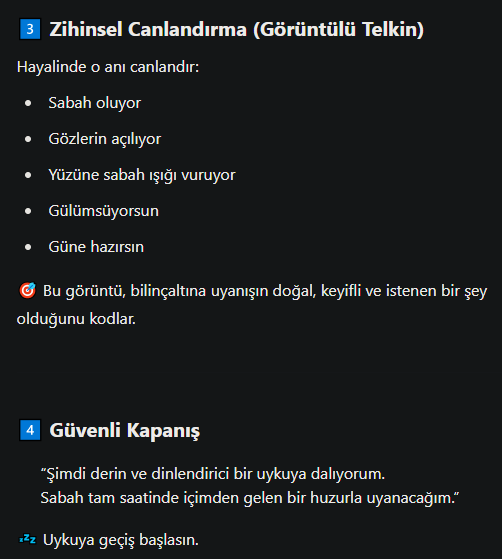 3 Zihinsel Canlandırma (Görüntülü Telkin)
Hayalinde o anı canlandır:
• Sabah oluyor
• Gözlerin açılıyor
• Yüzüne sabah ışığı vuruyor
• Gülümsüyorsun
• Güne hazırsın
🎯 Bu görüntü, bilinçaltına uyanışın doğal, keyifli ve istenen bir şey
olduğunu kodlar.
4 Güvenli Kapanış
“Şimdi derin ve dinlendirici bir uykuya dalıyorum.
Sabah tam saatinde içimden gelen bir huzurla uyanacağım.”
💤 Uykuya geçiş başlasın.